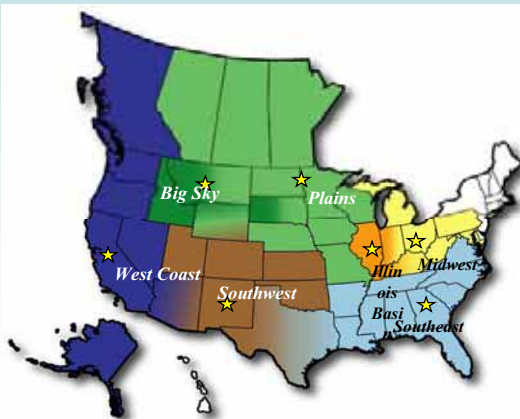 Big Sky
Plains
West Coast
Southwest
Illin
ois
Basi
n
Midwest
Southeast